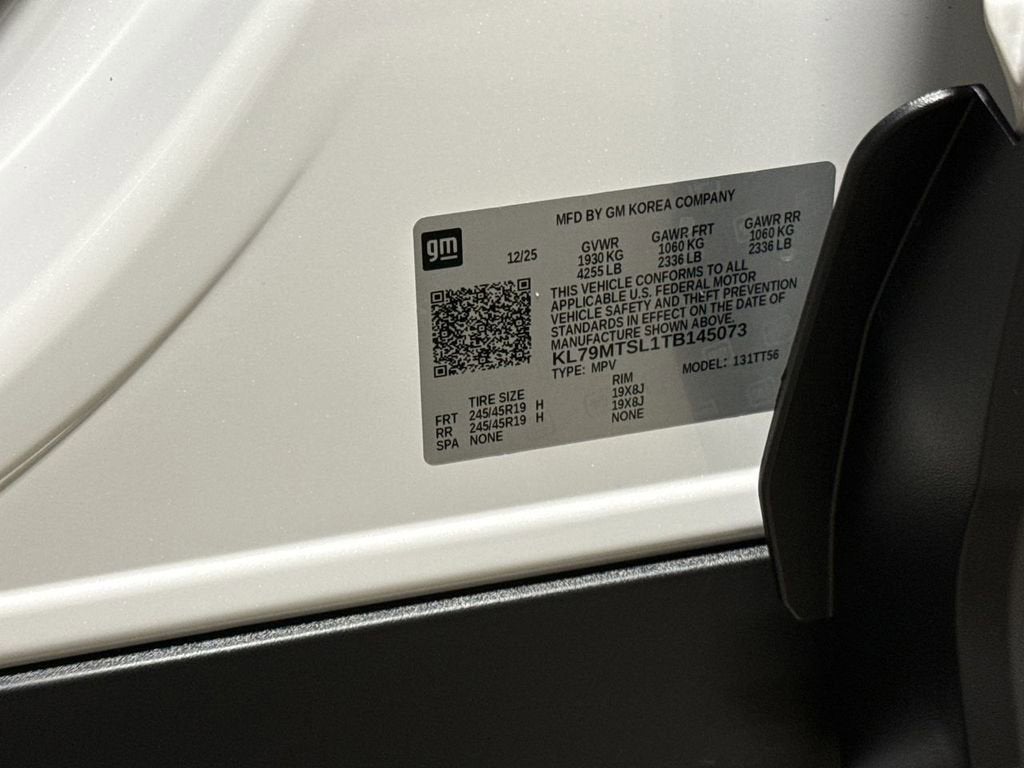 MFD BY GM KOREA COMPANY
gm
12/25
GVWR
1930 KG
4255 LB
GAWR FRT
1060 KG
2336 LB
GAWR RR
1060 KG
2336 LB
THIS VEHICLE CONFORMS TO ALL
APPLICABLE U.S. FEDERAL MOTOR
VEHICLE SAFETY AND THEFT PREVENTION
STANDARDS IN EFFECT ON THE DATE OF
MANUFACTURE SHOWN ABOVE.
KL79MTSL1TB145073
TYPE: MPV MODEL: 131TT56
TIRE SIZE RIM
FRT 245/45R19 H 19X8J
RR 245/45R19 H 19X8J
SPA NONE NONE